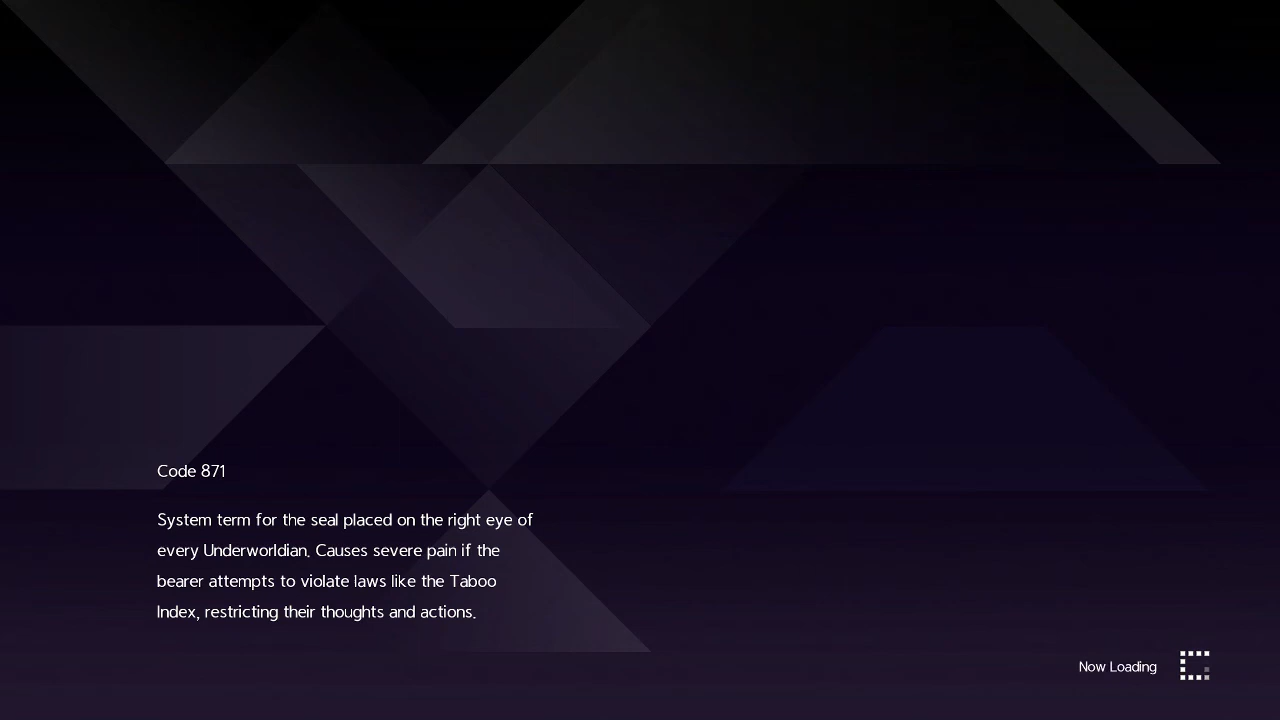 Code 871
System term for the seal placed on the right eye of
every Underworldian. Causes severe pain if the
bearer attempts to violate laws like the Taboo
Index, restricting their thoughts and actions.
Now Loading